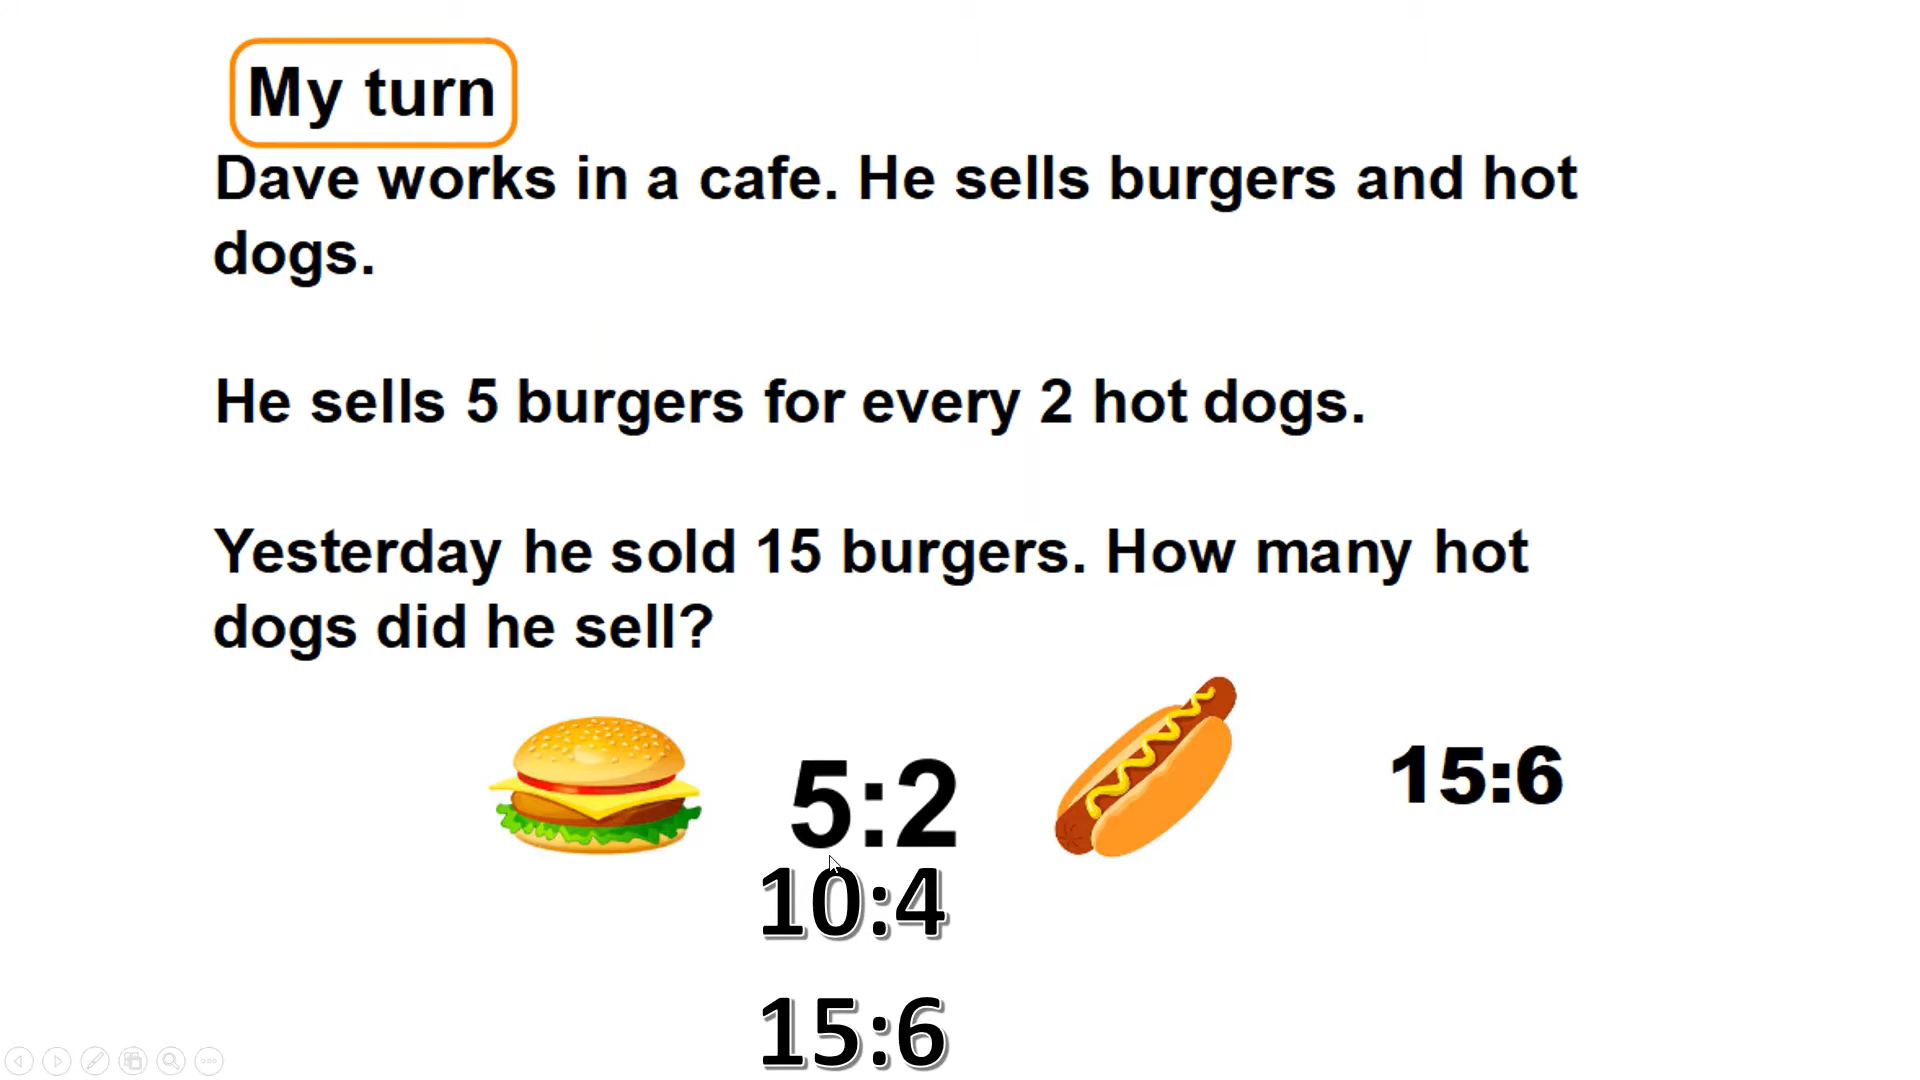 My turn
Dave works in a cafe. He sells burgers and hot
dogs.
He sells 5 burgers for every 2 hot dogs.
Yesterday he sold 15 burgers. How many hot
dogs did he sell?
5:2
15:6
10:4
15:6